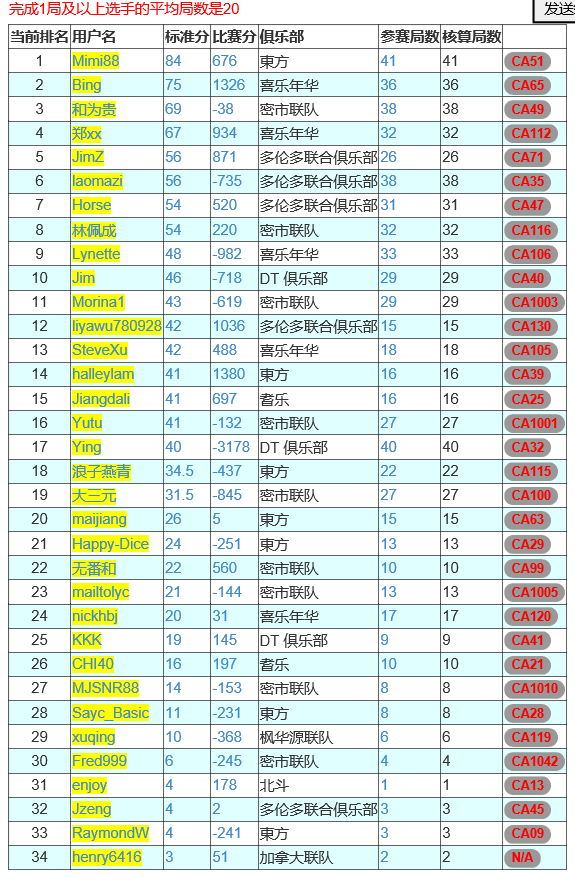 完成1局及以上选手的平均局数是20
发送
当前排名 用户名 标准分 比赛分 俱乐部 参赛局数 核算局数
1 Mimi88 84 676 東方 41 41 CA51
2 Bing 75 1326 喜乐年华 36 36 CA65
3 和为贵 69 -38 密市联队 38 38 CA49
4 郑xx 67 934 喜乐年华 32 32 CA112
5 JimZ 56 871 多伦多联合俱乐部 26 26 CA71
6 laomazi 56 -735 多伦多联合俱乐部 38 38 CA35
7 Horse 54 520 多伦多联合俱乐部 31 31 CA47
8 林佩成 54 220 密市联队 32 32 CA116
9 Lynette 48 -982 喜乐年华 33 33 CA106
10 Jim 46 -718 DT 俱乐部 29 29 CA40
11 Morina1 43 -619 密市联队 29 29 CA1003
12 liyawu780928 42 1036 多伦多联合俱乐部 15 15 CA130
13 SteveXu 42 488 喜乐年华 18 18 CA105
14 halleylam 41 1380 東方 16 16 CA39
15 Jiangdali 41 697 耆乐 16 16 CA25
16 Yutu 41 -132 密市联队 27 27 CA1001
17 Ying 40 -3178 DT 俱乐部 40 40 CA32
18 浪子燕青 34.5 -437 東方 22 22 CA115
19 大三元 31.5 -845 密市联队 27 27 CA100
20 maijiang 26 5 東方 15 15 CA63
21 Happy-Dice 24 -251 東方 13 13 CA29
22 无番和 22 560 密市联队 10 10 CA99
23 mailtolyc 21 -144 密市联队 13 13 CA1005
24 nickhbj 20 31 喜乐年华 17 17 CA120
25 KKK 19 145 DT 俱乐部 9 9 CA41
26 CHI40 16 197 耆乐 10 10 CA21
27 MJSNR88 14 -153 密市联队 8 8 CA1010
28 Sayc_Basic 11 -231 東方 8 8 CA28
29 xuqing 10 -368 枫华源联队 6 6 CA119
30 Fred999 6 -245 密市联队 4 4 CA1042
31 enjoy 4 178 北斗 1 1 CA13
32 Jzeng 4 2 多伦多联合俱乐部 3 3 CA45
33 RaymondW 4 -241 東方 3 3 CA09
34 henry6416 3 51 加拿大联队 2 2 N/A